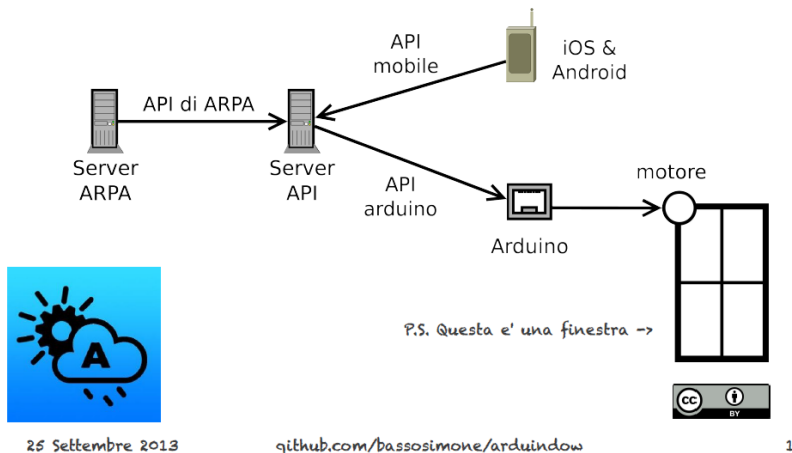 API
mobile
iOS &
Android
API di ARPA
Server
ARPA
Server
API
API
arduino
motore
Arduino
P.S. Questa e' una finestra ->
A
cc
BY
25 Settembre 2013
github.com/bassosimone/arduindow
1